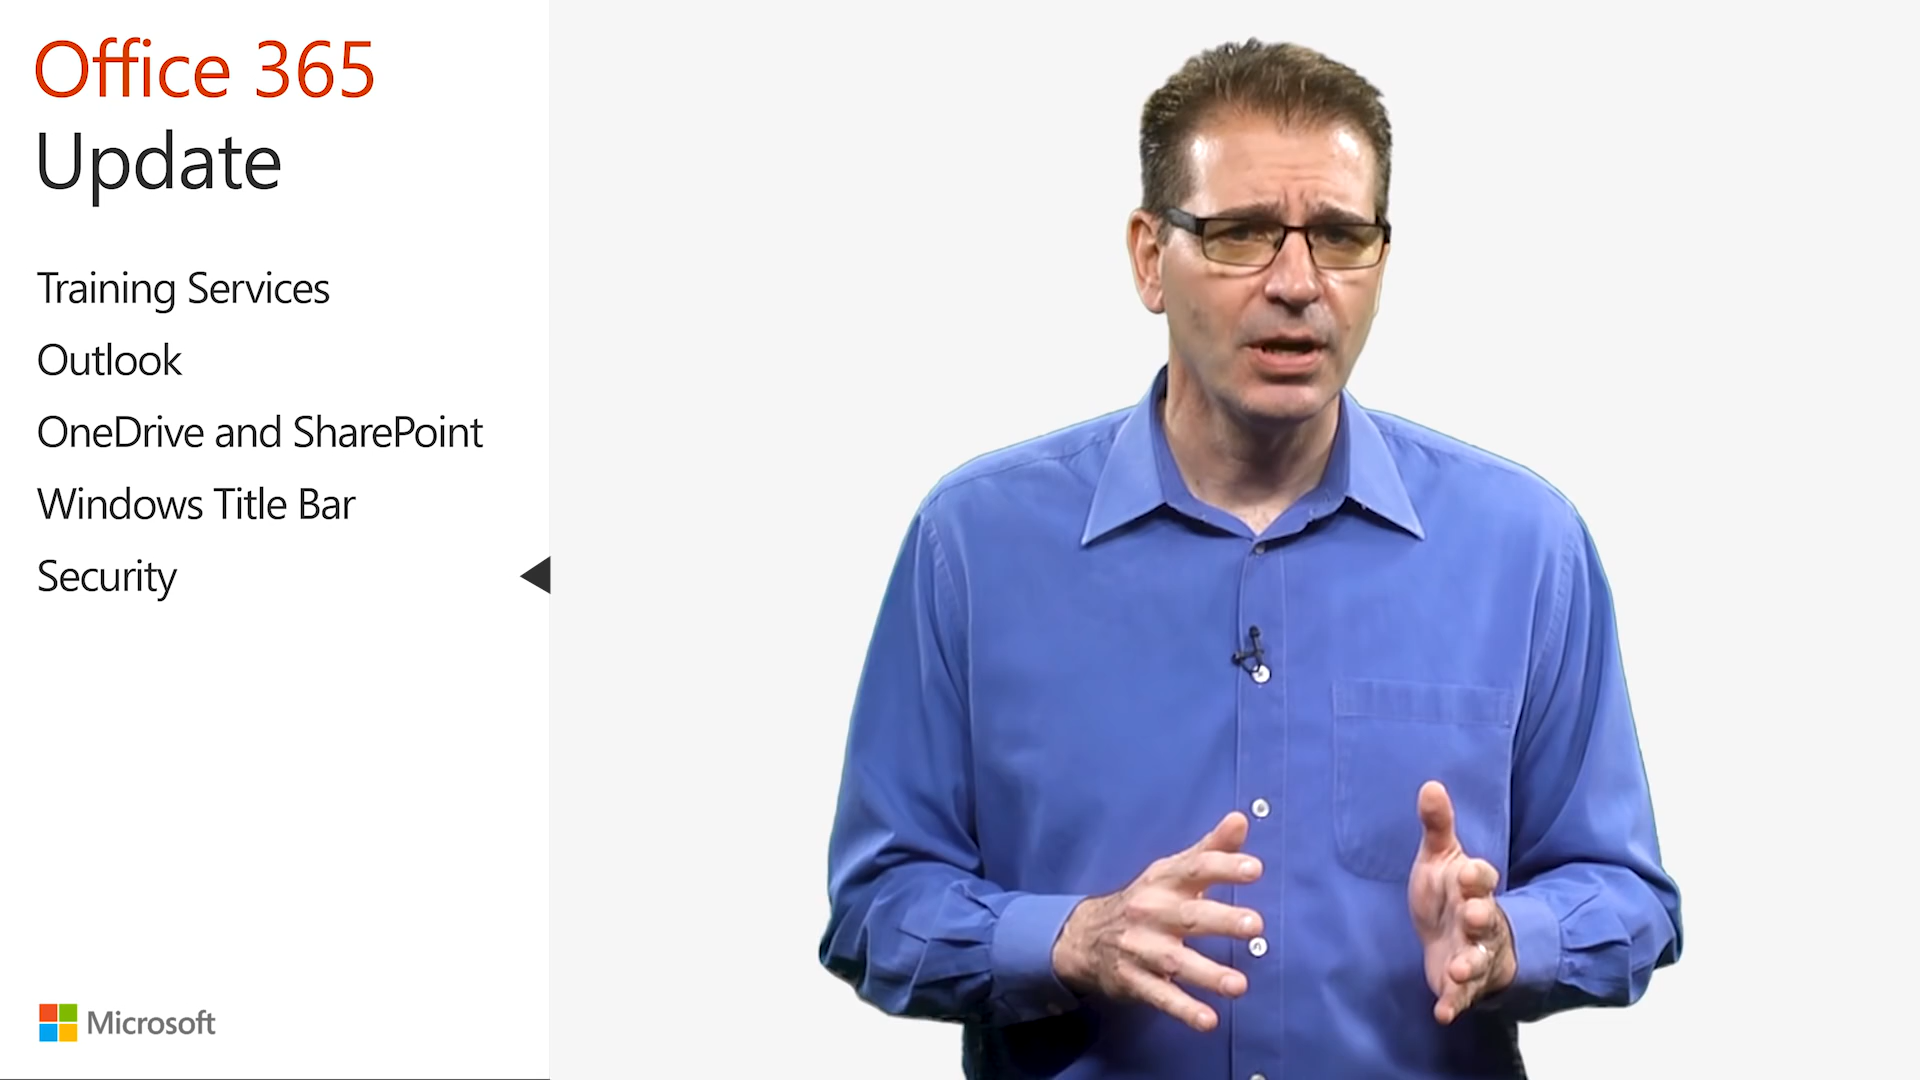 Office 365
Update
Training Services
Outlook
OneDrive and SharePoint
Windows Title Bar
Security
Microsoft